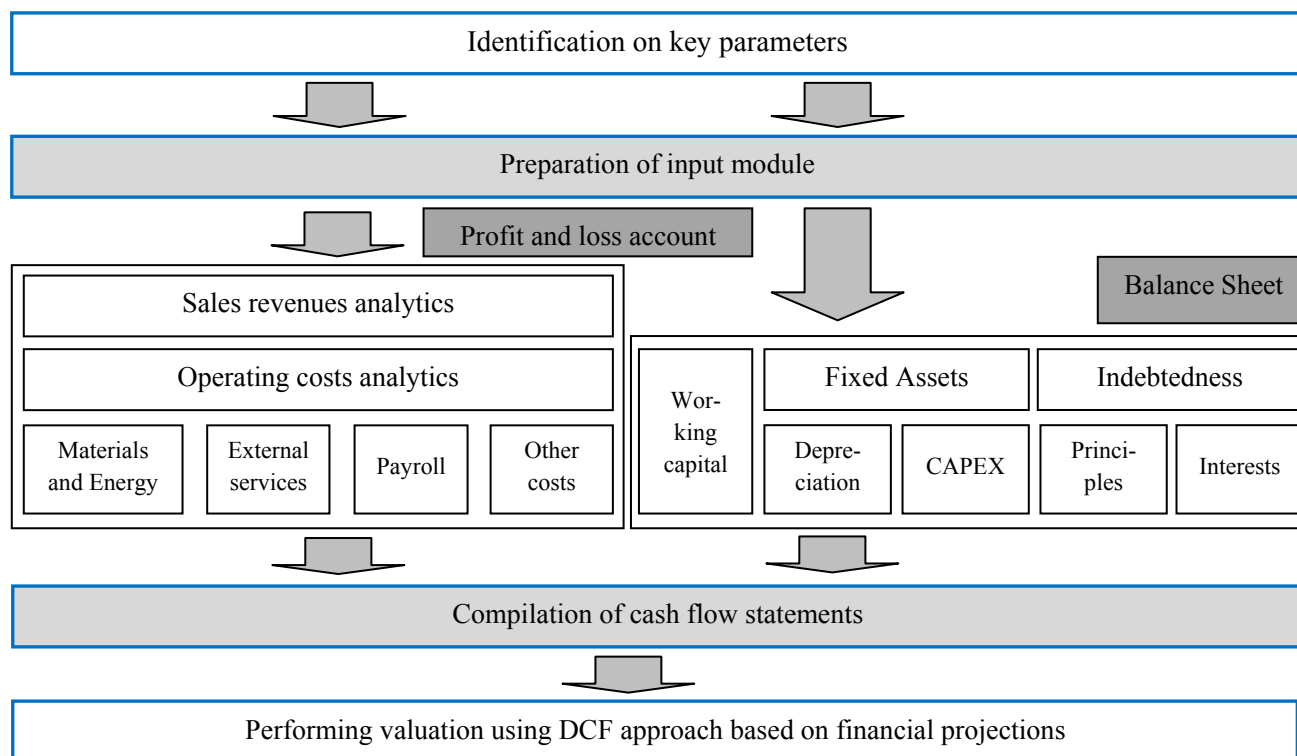 Identification on key parameters
Preparation of input module
Profit and loss account
Balance Sheet
Sales revenues analytics
Operating costs analytics
Materials
and Energy
External
services
Payroll
Other
costs
Wor-
king
capital
Fixed Assets
Indebtedness
Depre-
ciation
CAPEX
Princi-
ples
Interests
Compilation of cash flow statements
Performing valuation using DCF approach based on financial projections